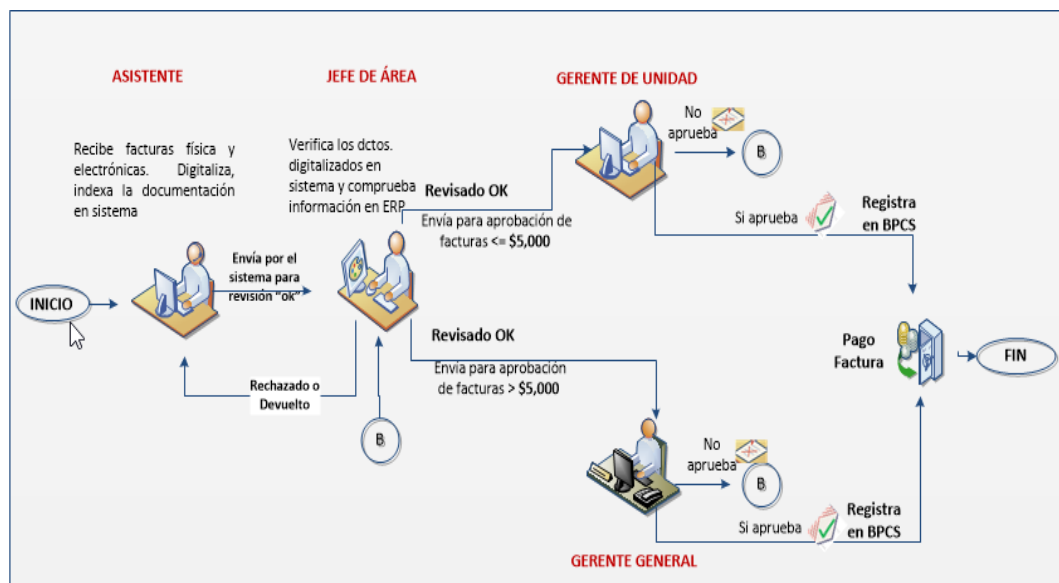 ASISTENTE
JEFE DE ÁREA
GERENTE DE UNIDAD
Recibe facturas física y
electrónicas. Digitaliza,
indexa la documentación
en sistema
Verifica los dctos.
digitalizados en
sistema y comprueba
información en ERP
Revisado OK
Envía para aprobación de
facturas <= $5,000
No
aprueba
B
Si aprueba
Registra
en BPCS
INICIO
Envía por el
sistema para
revisión "ok"
Revisado OK
Envía para aprobación
de facturas > $5,000
Rechazado o
Devuelto
B
Pago
Factura
FIN
No
aprueba
B
Si aprueba
Registra
en BPCS
GERENTE GENERAL